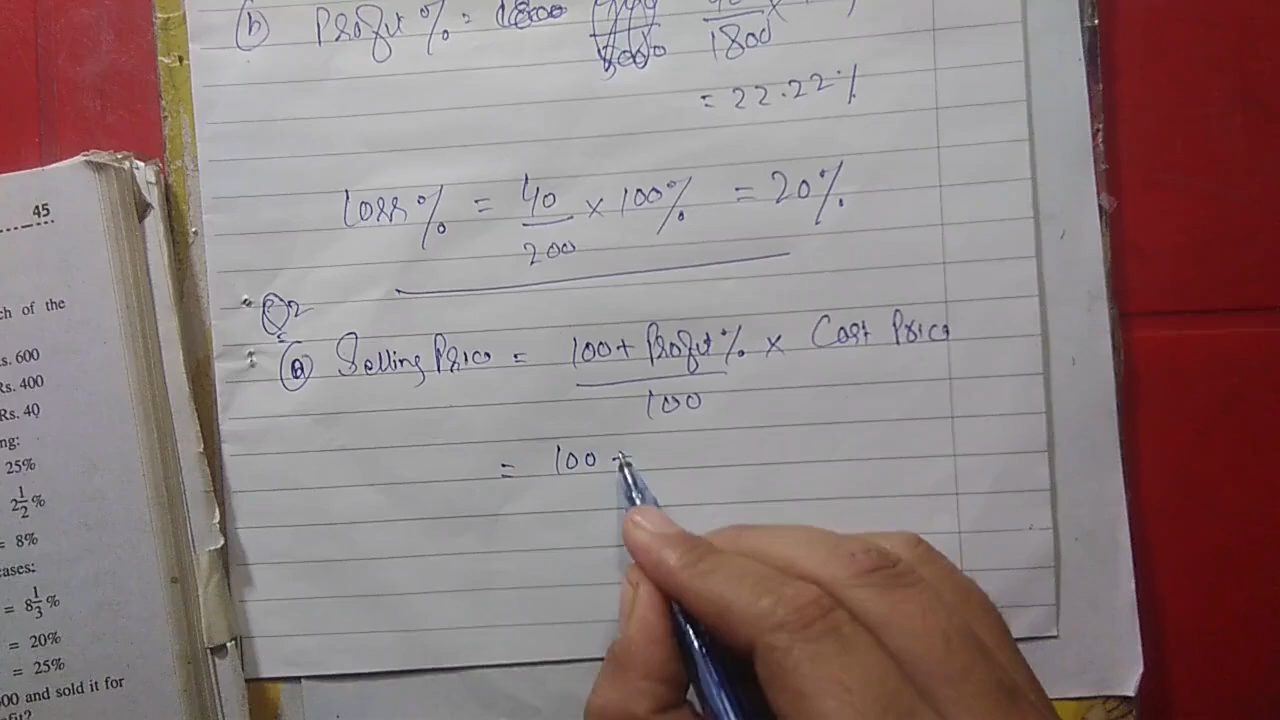 (b) Profit % = 1800
1800
= 22.22%
Loss% = 40/200 × 100% = 20%
Q2
(a) Selling Price = 100 + Profit% × Cost Price
100
= 100 +
45
ch of the
Rs. 600
Rs. 400
Rs. 40
ng:
25%
2 1/2 %
= 8%
cases:
= 8 1/3 %
= 20%
= 25%
00 and sold it for